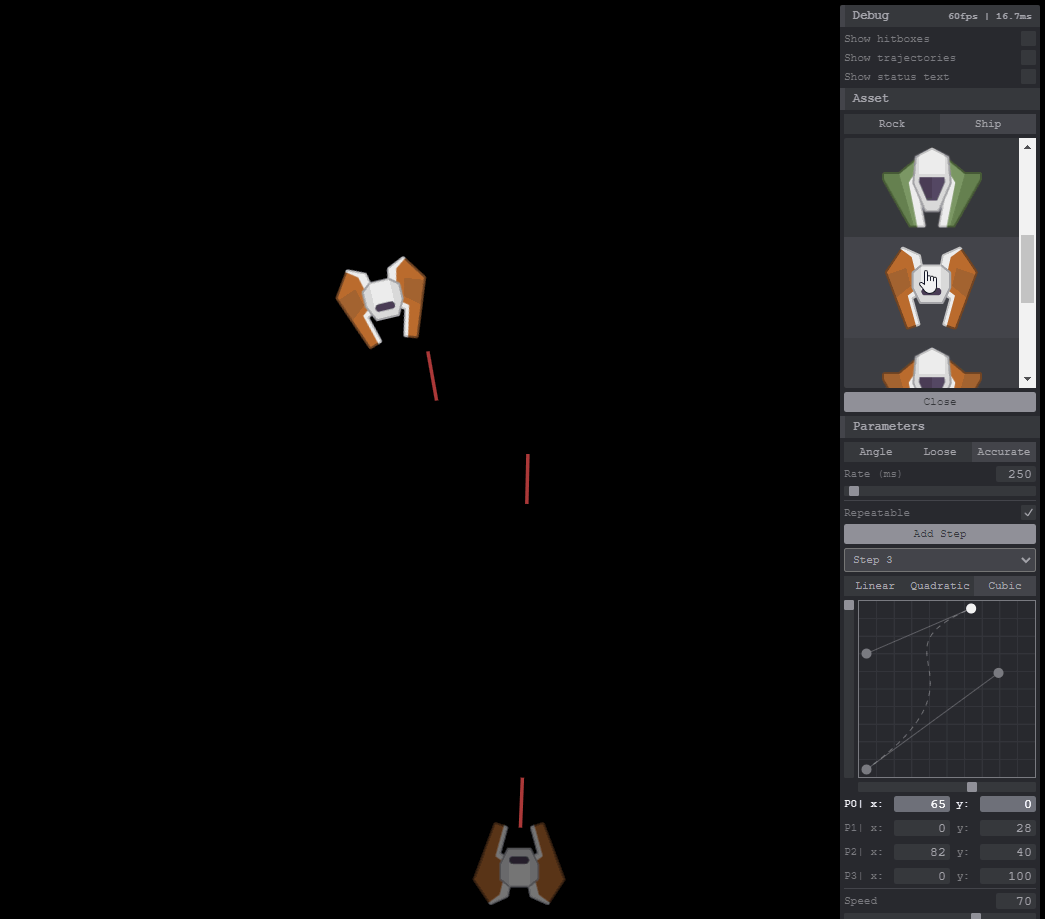 Debug 60fps | 16.7ms
Show hitboxes
Show trajectories
Show status text
Asset
Rock Ship
Close
Parameters
Angle Loose Accurate
Rate (ms) 250
Repeatable
Add Step
Step 3
Linear Quadratic Cubic
P0| x: 65 y: 0
P1| x: 0 y: 28
P2| x: 82 y: 40
P3| x: 0 y: 100
Speed 70